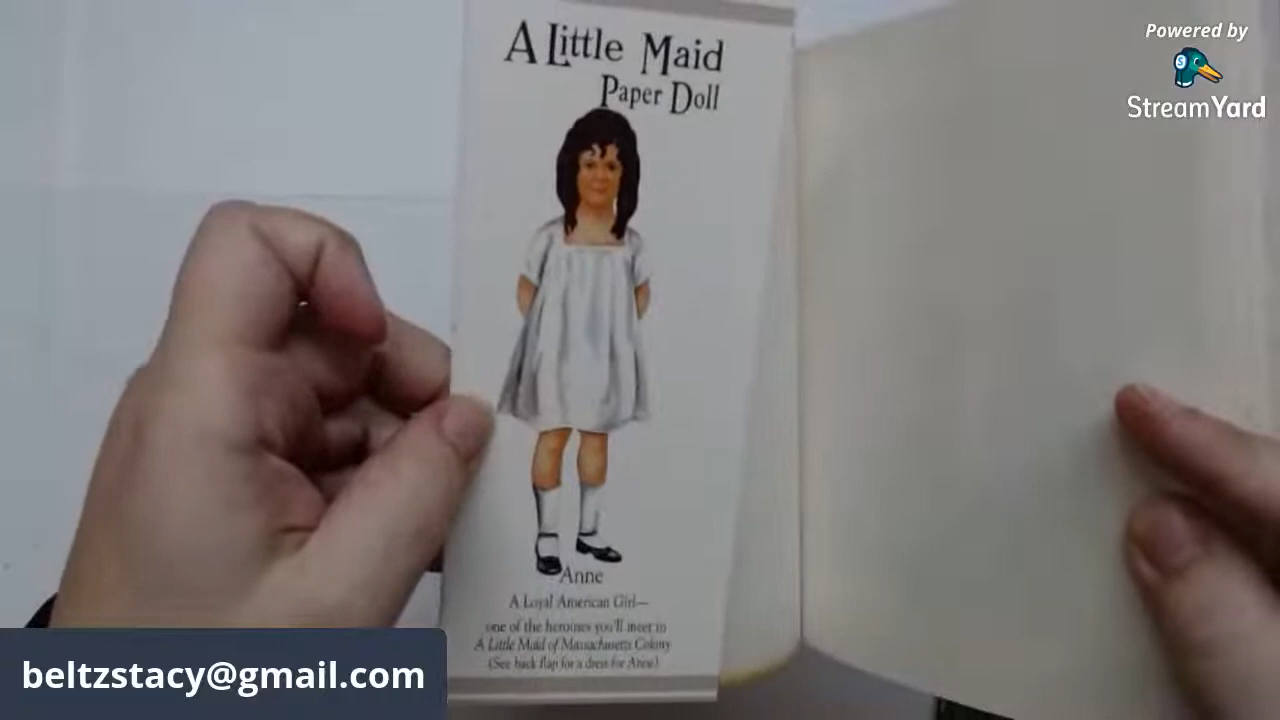 A Little Maid
Paper Doll
Anne
A Loyal American Girl—
one of the heroines you'll meet in
A Little Maid of Massachusetts Colony
(See back flap for a dress for Anne)
Powered by
StreamYard
beltzstacy@gmail.com